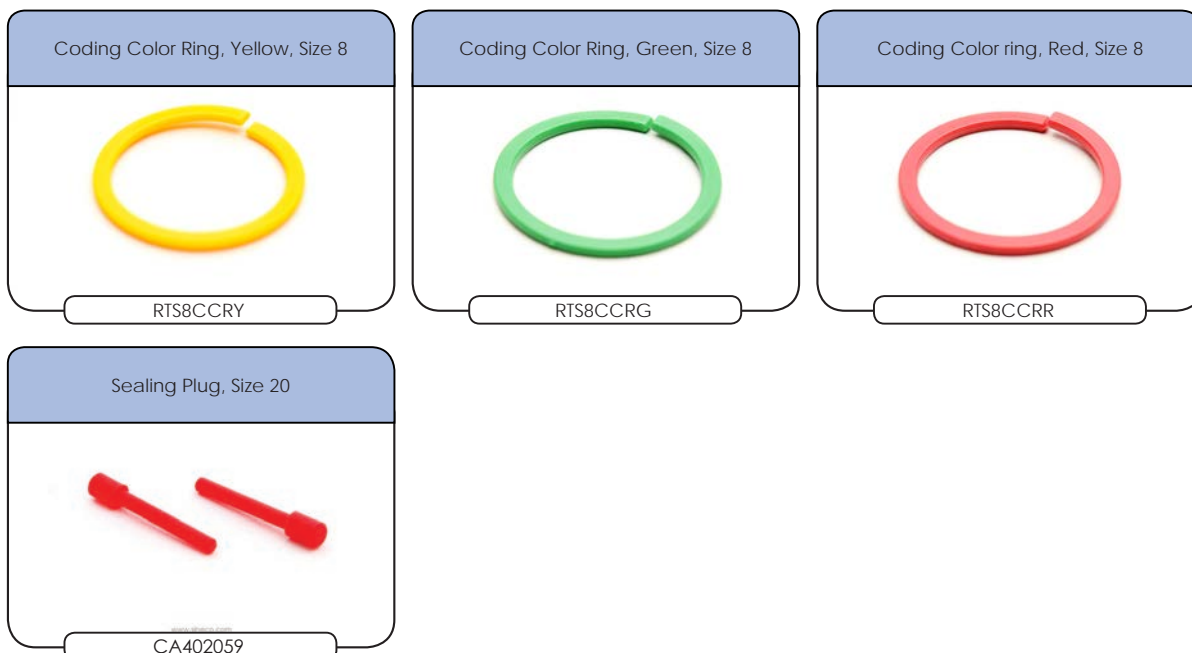 Coding Color Ring, Yellow, Size 8
Coding Color Ring, Green, Size 8
Coding Color ring, Red, Size 8
RTS8CCRY
RTS8CCRG
RTS8CCRR
Sealing Plug, Size 20
CA402059